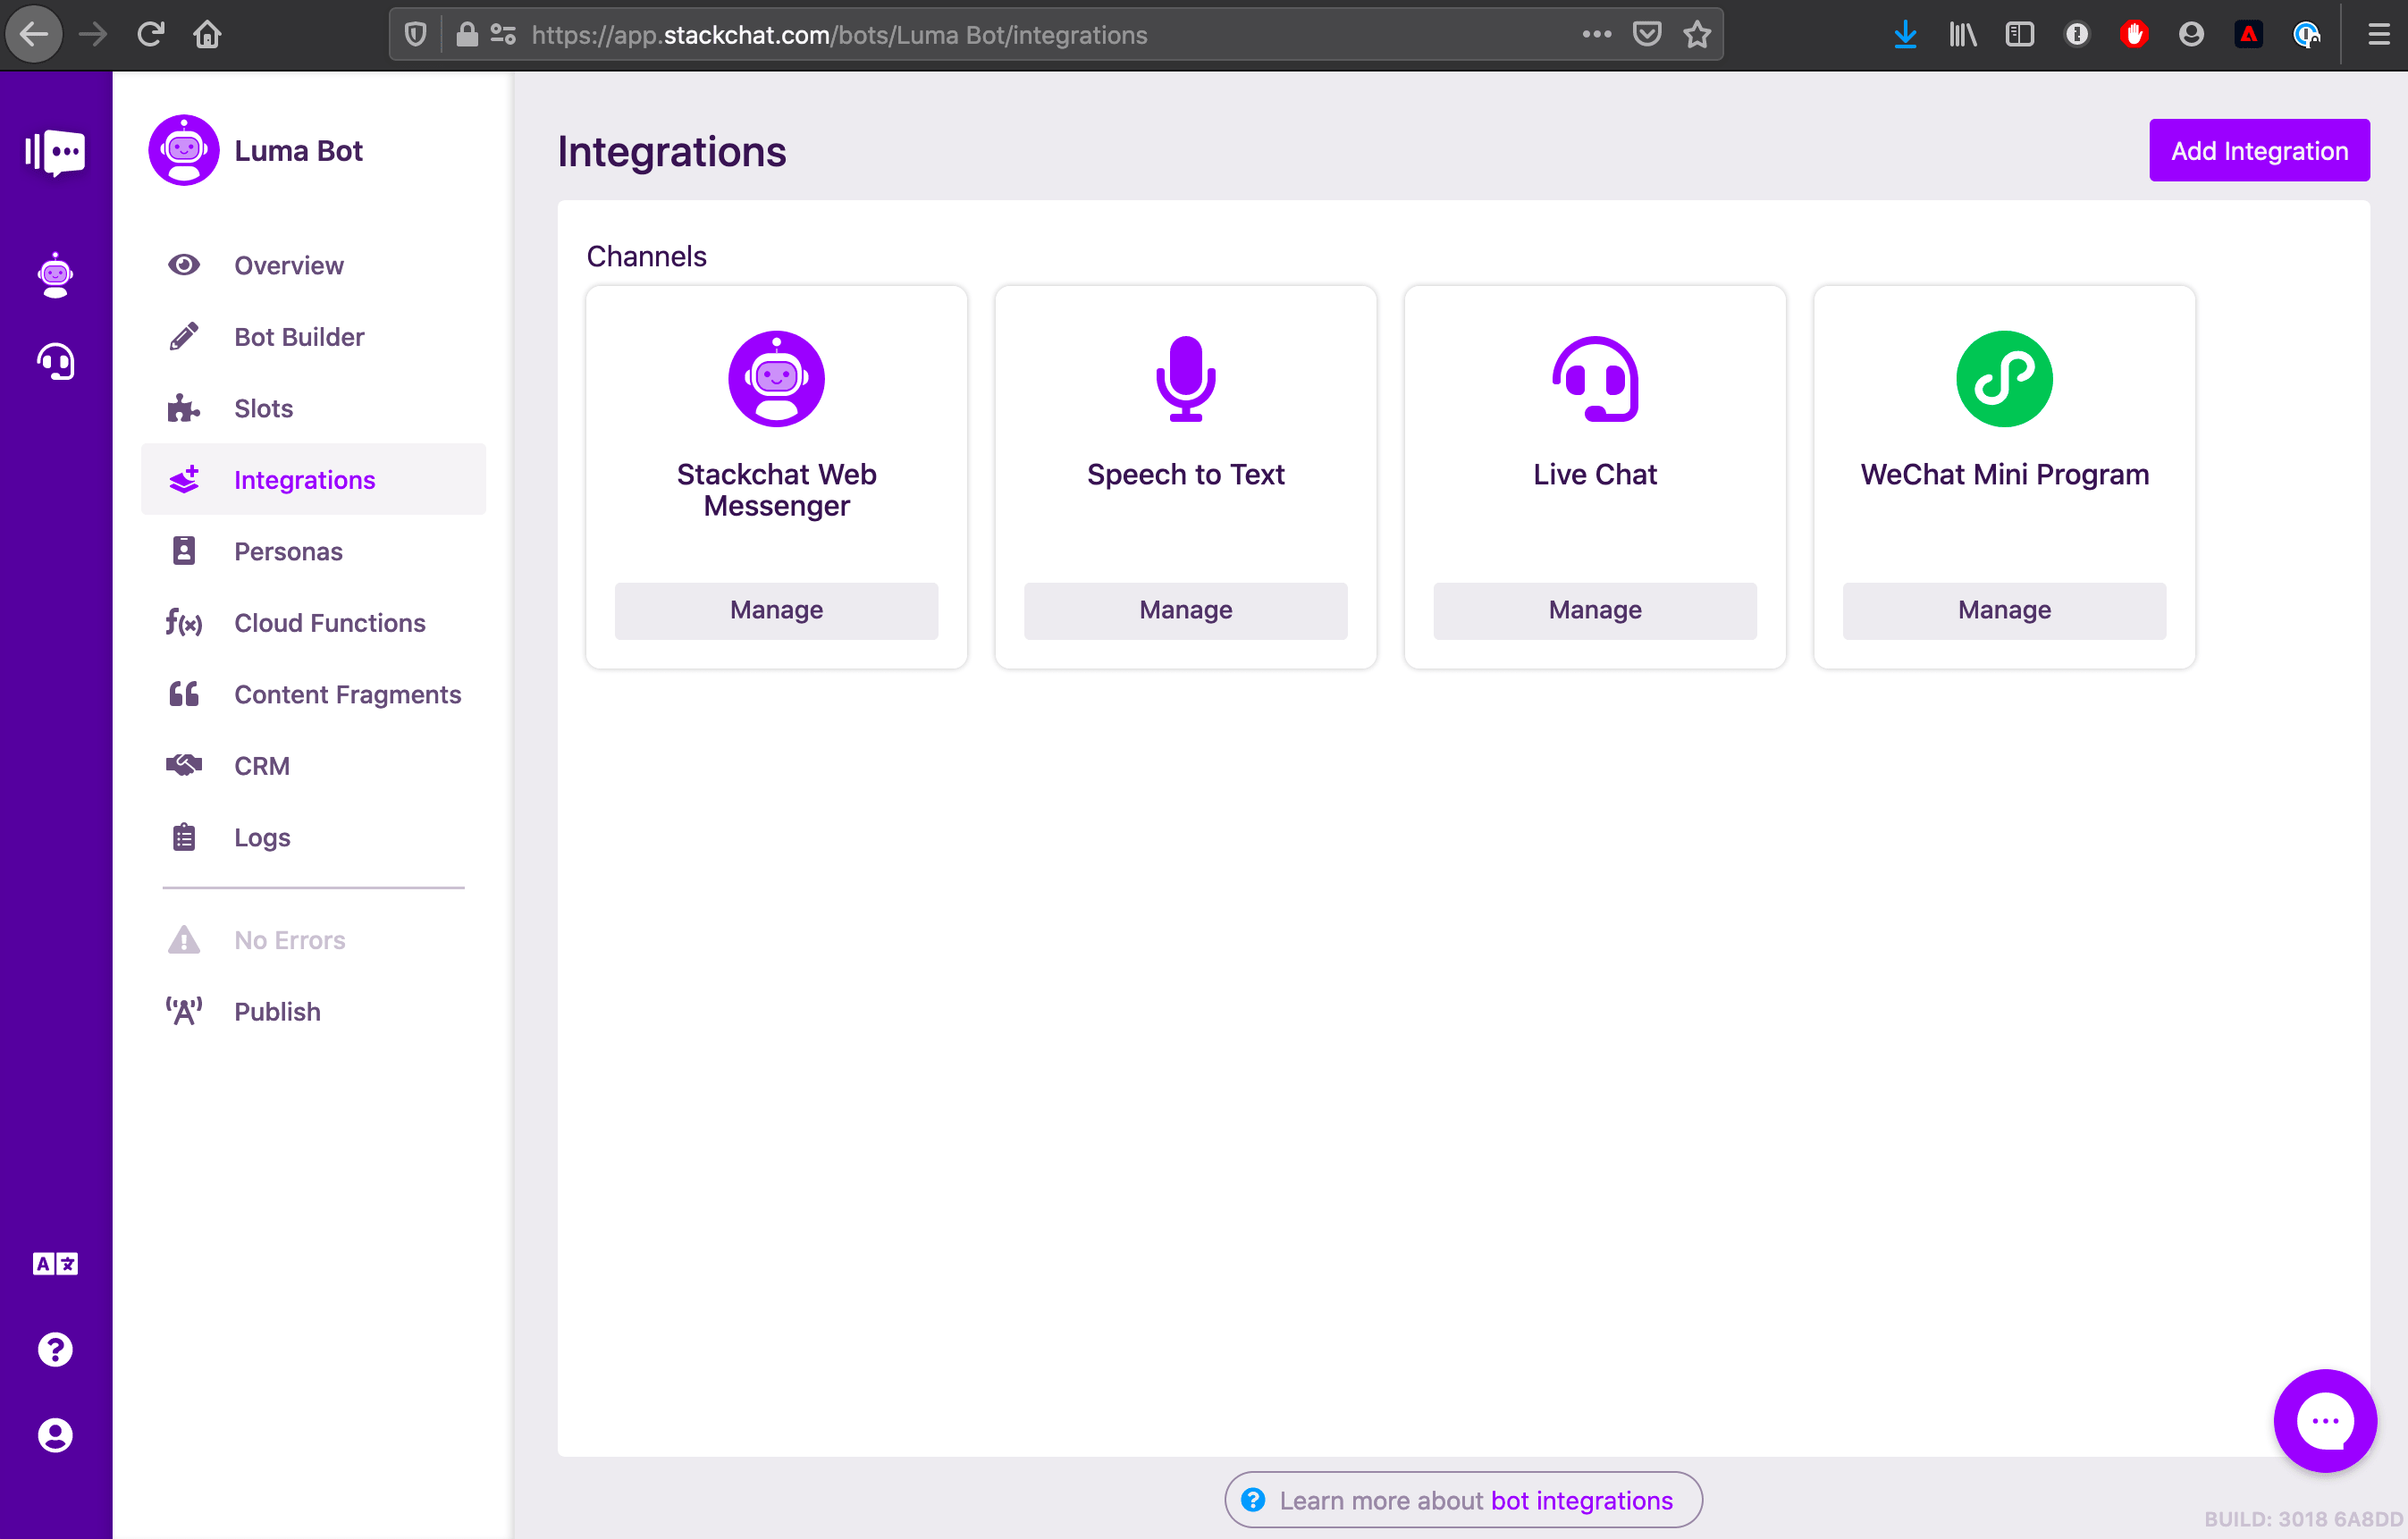 https://app.stackchat.com/bots/Luma Bot/integrations
Luma Bot
Overview
Bot Builder
Slots
Integrations
Personas
f(x) Cloud Functions
Content Fragments
CRM
Logs
No Errors
Publish
A
Integrations
Add Integration
Channels
Stackchat Web
Messenger
Manage
Speech to Text
Manage
Live Chat
Manage
WeChat Mini Program
Manage
? Learn more about bot integrations
BUILD: 3018 6A8DD